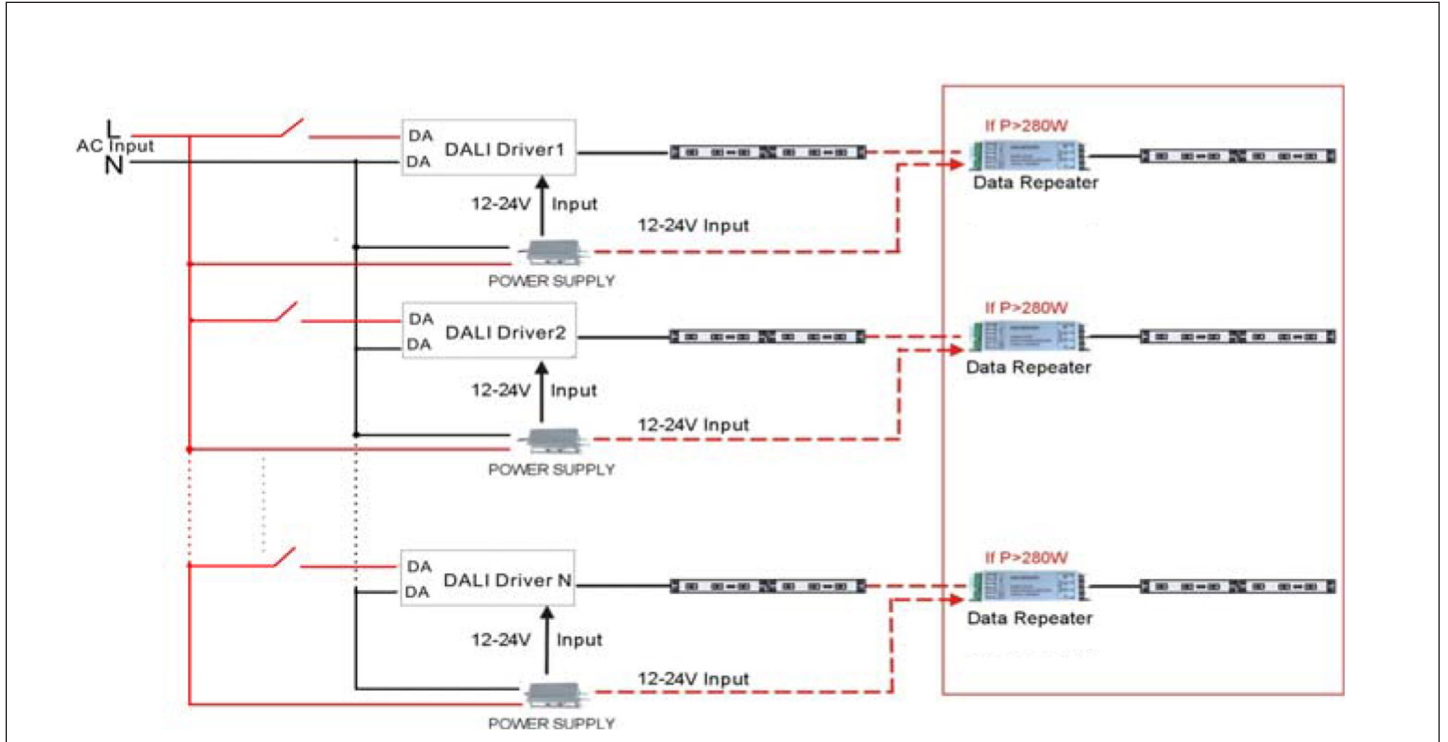 L
AC Input
N
DA
DA
DALI Driver1
If P>280W
Data Repeater
12-24V Input
12-24V Input
POWER SUPPLY
DA
DA
DALI Driver2
If P>280W
Data Repeater
12-24V Input
12-24V Input
POWER SUPPLY
DA
DA
DALI Driver N
If P>280W
Data Repeater
12-24V Input
12-24V Input
POWER SUPPLY